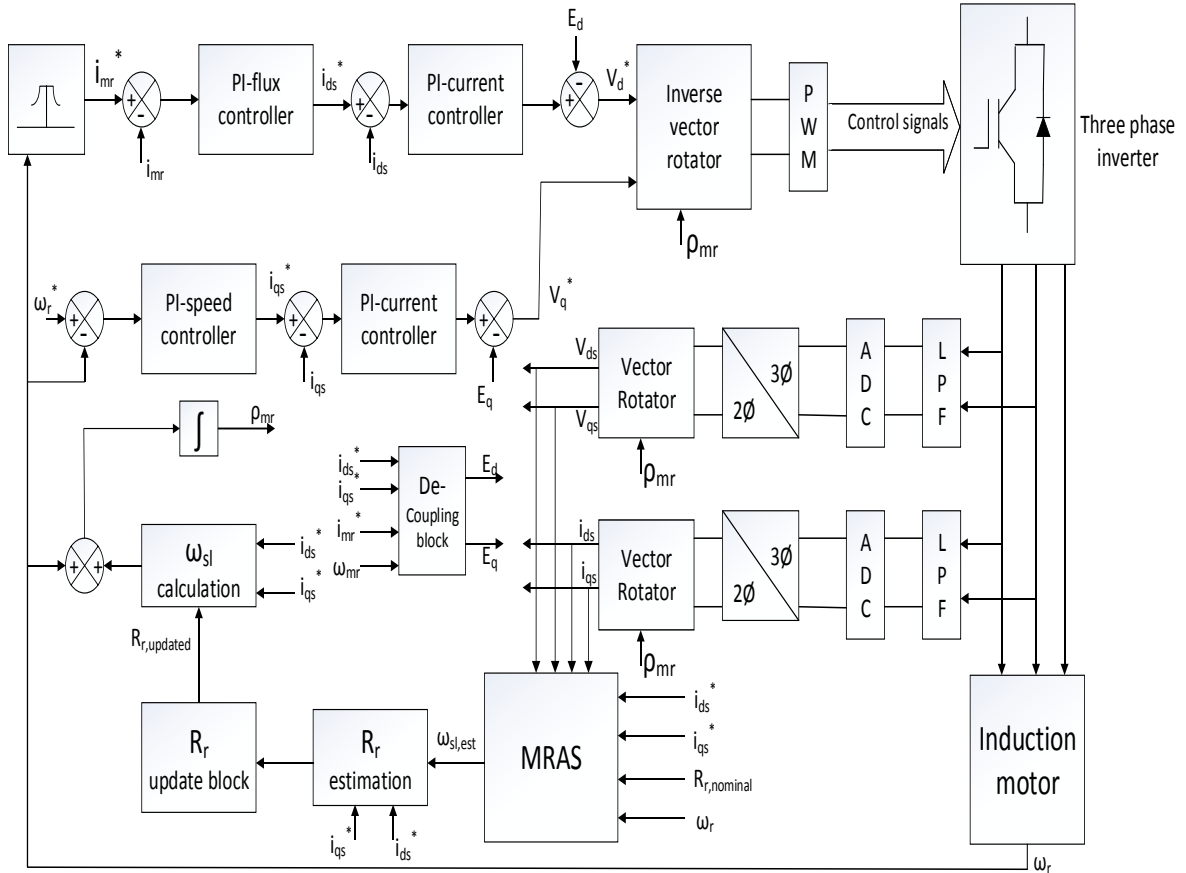 E_d
i_mr^*
+
-
i_mr
PI-flux
controller
i_ds^*
+
-
i_ds
PI-current
controller
-
+
V_d^*
Inverse
vector
rotator
ρ_mr
P
W
M
Control signals
Three phase
inverter
ω_r^*
+
-
PI-speed
controller
i_qs^*
+
-
i_qs
PI-current
controller
+
-
E_q
V_q^*
V_ds
V_qs
Vector
Rotator
ρ_mr
3Ø
2Ø
A
D
C
L
P
F
∫
ρ_mr
i_ds^*
i_qs^*
i_mr^*
ω_mr
De-
Coupling
block
E_d
E_q
+
+
ω_sl
calculation
i_ds^*
i_qs^*
i_ds
i_qs
Vector
Rotator
ρ_mr
3Ø
2Ø
A
D
C
L
P
F
R_r,updated
R_r
update block
R_r
estimation
i_qs^*
i_ds^*
ω_sl,est
MRAS
i_ds^*
i_qs^*
R_r,nominal
ω_r
Induction
motor
ω_r